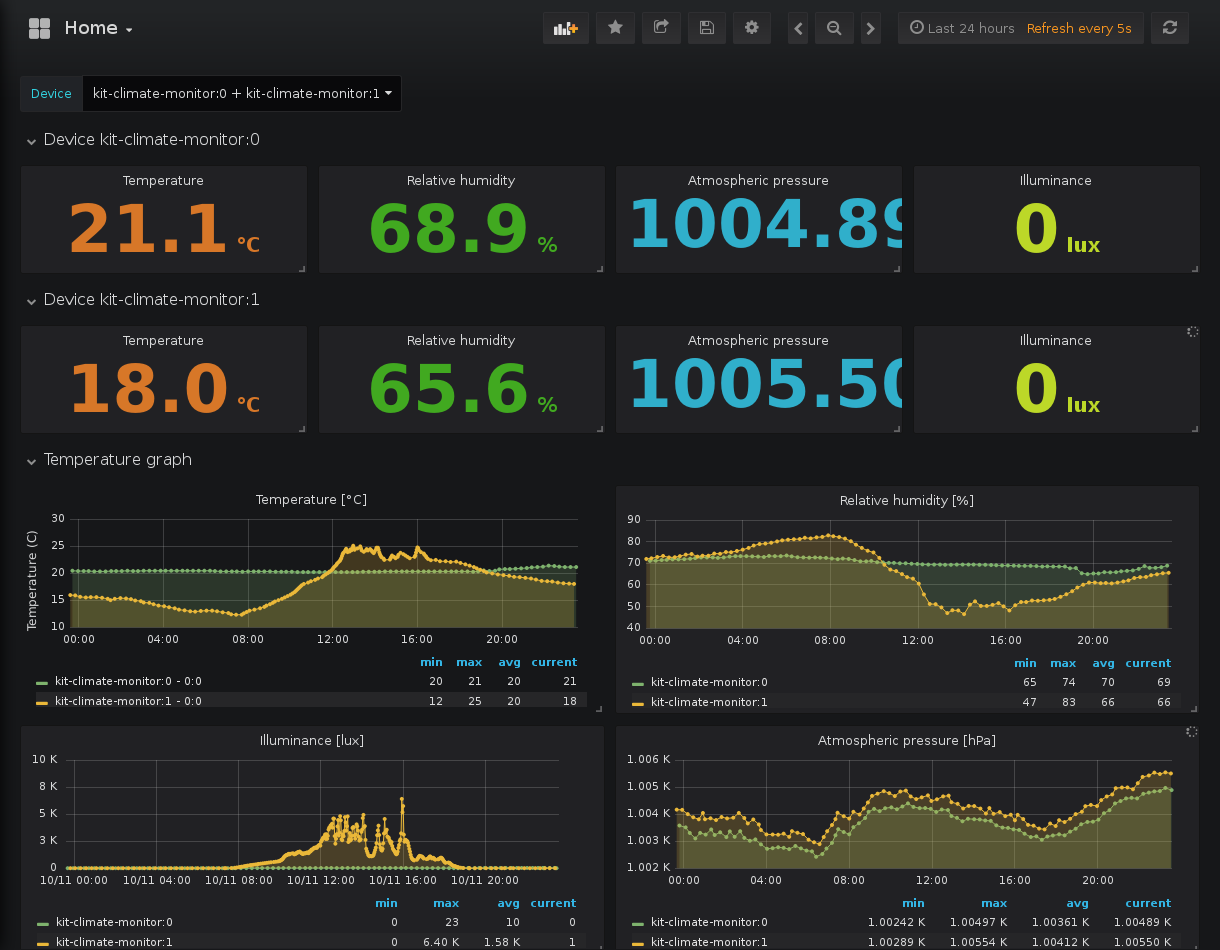 Home
Last 24 hours Refresh every 5s
Device kit-climate-monitor:0 + kit-climate-monitor:1
Device kit-climate-monitor:0
Temperature Relative humidity Atmospheric pressure Illuminance
21.1 °C 68.9 % 1004.89 0 lux
Device kit-climate-monitor:1
Temperature Relative humidity Atmospheric pressure Illuminance
18.0 °C 65.6 % 1005.50 0 lux
Temperature graph
Temperature [°C]
Temperature (C)
30
25
20
15
10
00:00 04:00 08:00 12:00 16:00 20:00
min max avg current
kit-climate-monitor:0 - 0:0 20 21 20 21
kit-climate-monitor:1 - 0:0 12 25 20 18
Relative humidity [%]
90
80
70
60
50
40
00:00 04:00 08:00 12:00 16:00 20:00
min max avg current
kit-climate-monitor:0 65 74 70 69
kit-climate-monitor:1 47 83 66 66
Illuminance [lux]
10 K
8 K
5 K
3 K
0
10/11 00:00 10/11 04:00 10/11 08:00 10/11 12:00 10/11 16:00 10/11 20:00
min max avg current
kit-climate-monitor:0 0 23 10 0
kit-climate-monitor:1 0 6.40 K 1.58 K 1
Atmospheric pressure [hPa]
1.006 K
1.005 K
1.004 K
1.003 K
1.002 K
00:00 04:00 08:00 12:00 16:00 20:00
min max avg current
kit-climate-monitor:0 1.00242 K 1.00497 K 1.00361 K 1.00489 K
kit-climate-monitor:1 1.00289 K 1.00554 K 1.00412 K 1.00550 K